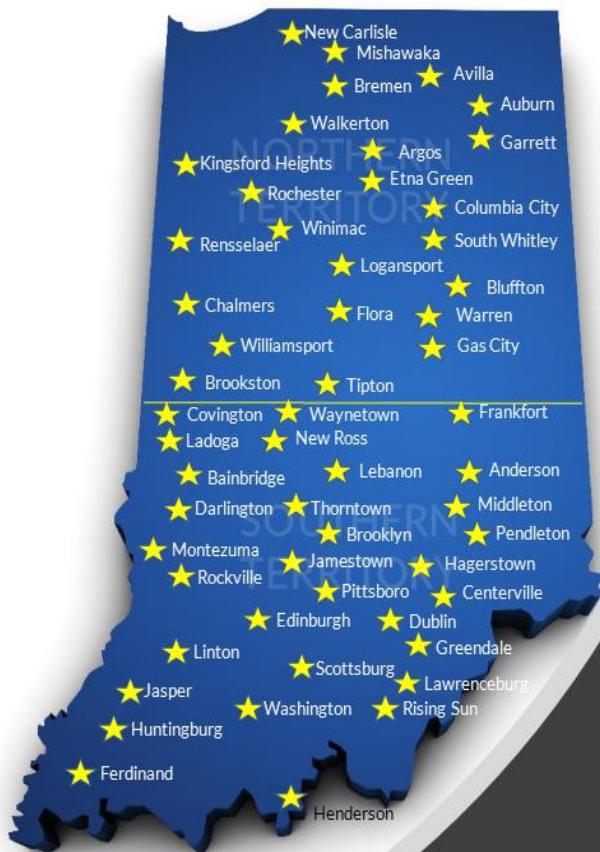 New Carlisle
Mishawaka
Avilla
Bremen
Auburn
Walkerton
Garrett
NORTHERN
Argos
Kingsford Heights
Etna Green
Rochester
TERRITORY
Columbia City
Winimac
Rensselaer
South Whitley
Logansport
Bluffton
Chalmers
Flora
Warren
Williamsport
Gas City
Brookston
Tipton
Covington
Waynetown
Frankfort
Ladoga
New Ross
Bainbridge
Lebanon
Anderson
Darlington
Thorntown
Middleton
SOUTHERN
Brooklyn
Pendleton
Montezuma
Jamestown
Hagerstown
Rockville
TERRITORY
Pittsboro
Centerville
Edinburgh
Dublin
Greendale
Linton
Scottsburg
Lawrenceburg
Jasper
Washington
Rising Sun
Huntingburg
Ferdinand
Henderson